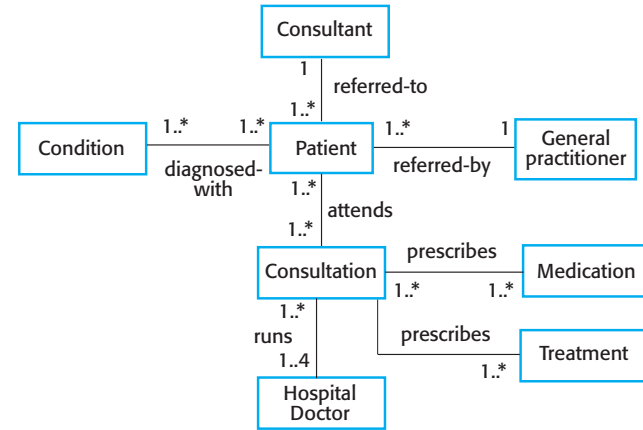 Consultant
1
referred-to
1..*
1..*
1..*
1..*
1
Condition
Patient
General
practitioner
diagnosed-
with
referred-by
1..*
attends
1..*
prescribes
Consultation
Medication
1..*
1..*
1..*
runs
prescribes
1..4
Treatment
1..*
Hospital
Doctor